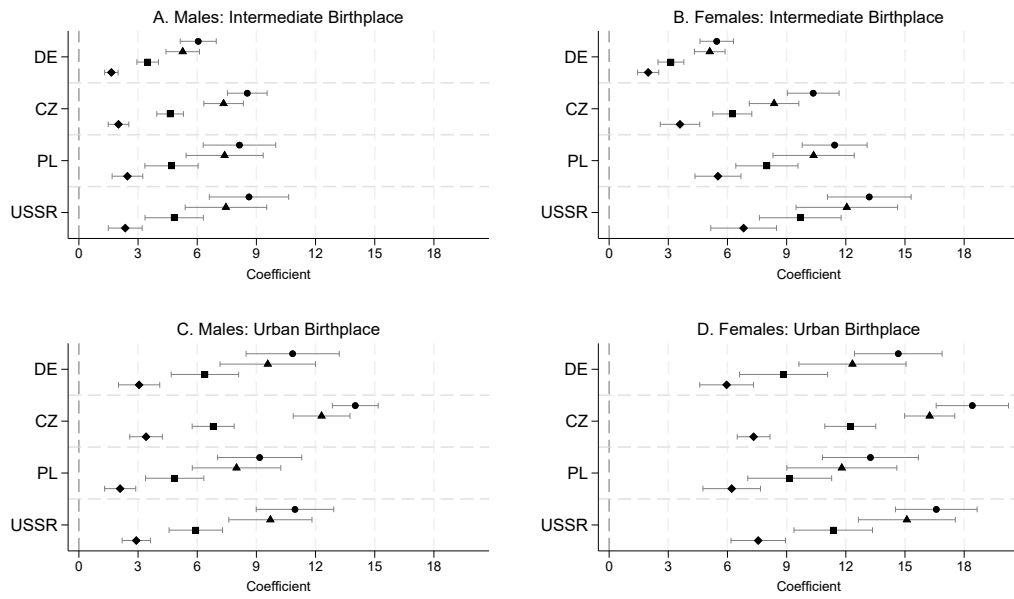 A. Males: Intermediate Birthplace
DE
CZ
PL
USSR
0 3 6 9 12 15 18
Coefficient
B. Females: Intermediate Birthplace
DE
CZ
PL
USSR
0 3 6 9 12 15 18
Coefficient
C. Males: Urban Birthplace
DE
CZ
PL
USSR
0 3 6 9 12 15 18
Coefficient
D. Females: Urban Birthplace
DE
CZ
PL
USSR
0 3 6 9 12 15 18
Coefficient